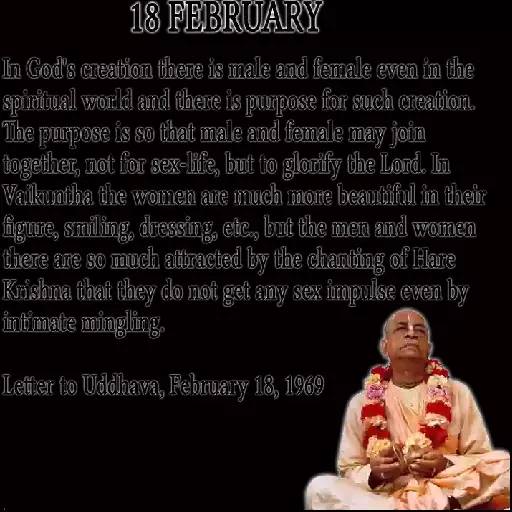 18 FEBRUARY
In God's creation there is male and female even in the
spiritual world and there is purpose for such creation.
The purpose is so that male and female may join
together, not for sex-life, but to glorify the Lord. In
Vaikuntha the women are much more beautiful in their
figure, smiling, dressing, etc., but the men and women
there are so much attracted by the chanting of Hare
Krishna that they do not get any sex impulse even by
intimate mingling.
Letter to Uddhava, February 18, 1969